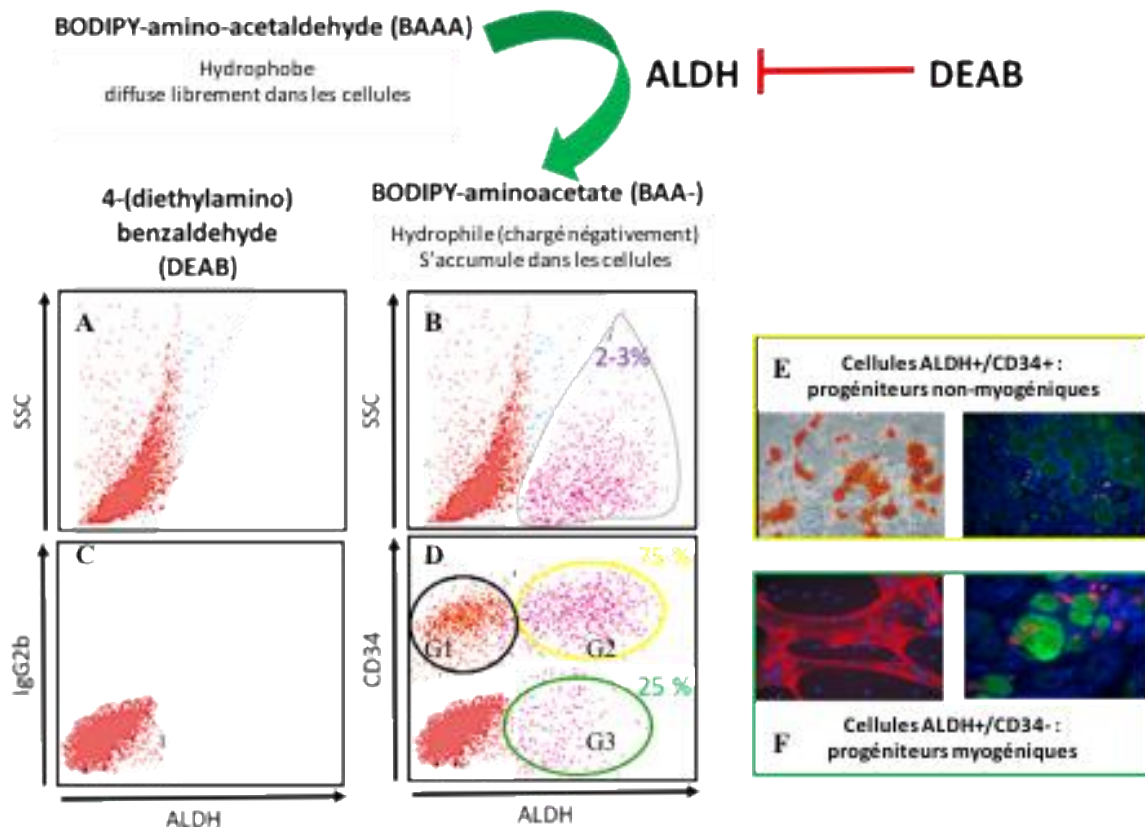 BODIPY-amino-acetaldehyde (BAAA)
Hydrophobe
diffuse librement dans les cellules
ALDH
DEAB
4-(diethylamino)
benzaldehyde
(DEAB)
BODIPY-aminoacetate (BAA-)
Hydrophile (chargé négativement)
S'accumule dans les cellules
A
SSC
B
2-3%
SSC
C
IgG2b
ALDH
D
75 %
G1
G2
25 %
G3
CD34
ALDH
E
Cellules ALDH+/CD34+ :
progéniteurs non-myogéniques
F
Cellules ALDH+/CD34- :
progéniteurs myogéniques